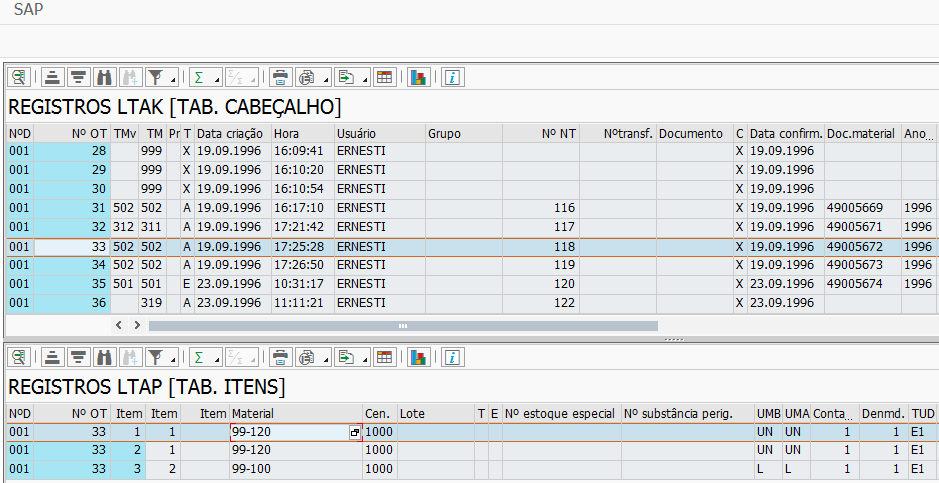 SAP
REGISTROS LTAK [TAB. CABEÇALHO]
NºD Nº OT TMv TM Pr T Data criação Hora Usuário Grupo Nº NT Nºtransf. Documento C Data confirm. Doc.material Ano...
001 28 999 X 19.09.1996 16:09:41 ERNESTI X 19.09.1996
001 29 999 X 19.09.1996 16:10:20 ERNESTI X 19.09.1996
001 30 999 X 19.09.1996 16:10:54 ERNESTI X 19.09.1996
001 31 502 502 A 19.09.1996 16:17:10 ERNESTI 116 X 19.09.1996 49005669 1996
001 32 312 311 A 19.09.1996 17:21:42 ERNESTI 117 X 19.09.1996 49005671 1996
001 33 502 502 A 19.09.1996 17:25:28 ERNESTI 118 X 19.09.1996 49005672 1996
001 34 502 502 A 19.09.1996 17:26:50 ERNESTI 119 X 19.09.1996 49005673 1996
001 35 501 501 E 23.09.1996 10:31:17 ERNESTI 120 X 23.09.1996 49005674 1996
001 36 319 A 23.09.1996 11:11:21 ERNESTI 122 X 23.09.1996
REGISTROS LTAP [TAB. ITENS]
NºD Nº OT Item Item Item Material Cen. Lote T E Nº estoque especial Nº substância perig. UMB UMA Conta... Denmd. TUD
001 33 1 1 99-120 1000 UN UN 1 1 E1
001 33 2 1 99-120 1000 UN UN 1 1 E1
001 33 3 2 99-100 1000 L L 1 1 E1